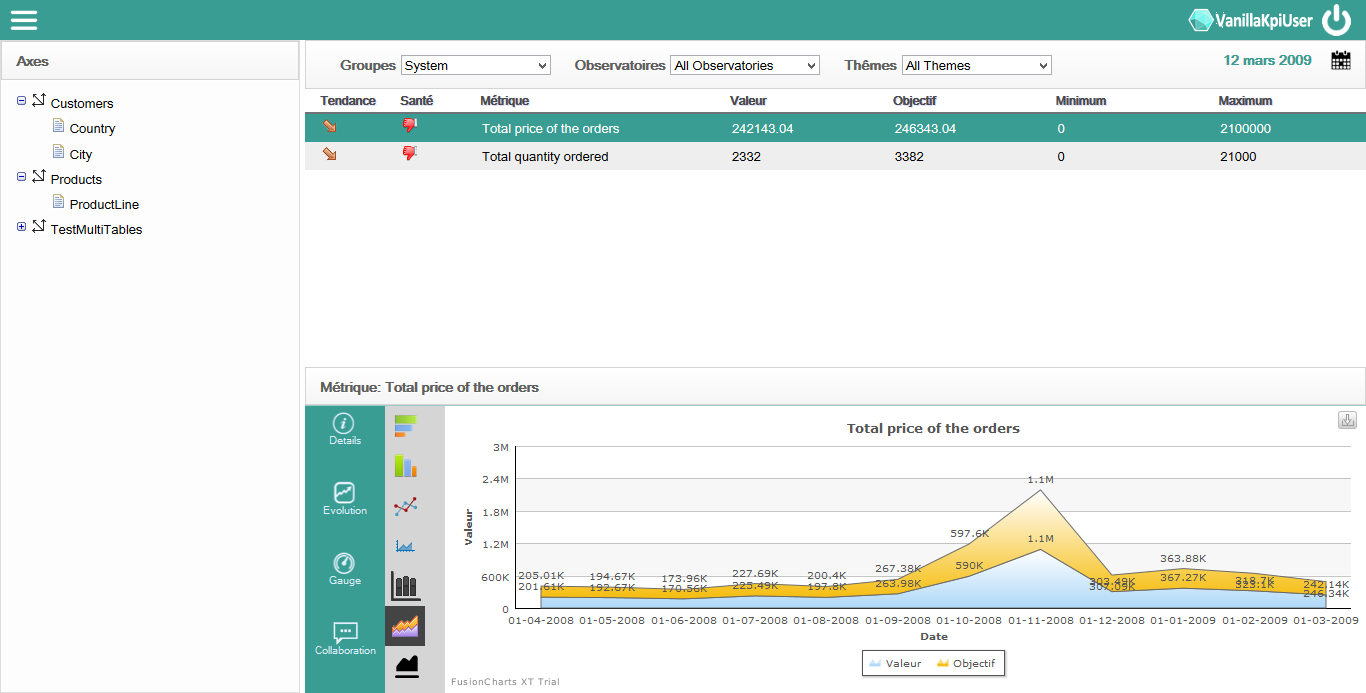 VanillaKpiUser
Axes
Groupes System Observatoires All Observatories Thêmes All Themes 12 mars 2009
Customers
Country
City
Products
ProductLine
TestMultiTables
Tendance Santé Métrique Valeur Objectif Minimum Maximum
Total price of the orders 242143.04 246343.04 0 2100000
Total quantity ordered 2332 3382 0 21000
Métrique: Total price of the orders
Details
Evolution
Gauge
Collaboration
Total price of the orders
Valeur
3M
2.4M
1.8M
1.2M
600K
0
205.01K 194.67K 173.96K 227.69K 200.4K 267.38K 597.6K 1.1M 303.49K 363.88K 318.7K 242.14K
201.61K 192.67K 170.56K 225.49K 197.8K 263.98K 590K 1.1M 307.09K 367.27K 323.1K 246.34K
01-04-2008 01-05-2008 01-06-2008 01-07-2008 01-08-2008 01-09-2008 01-10-2008 01-11-2008 01-12-2008 01-01-2009 01-02-2009 01-03-2009
Date
Valeur Objectif
FusionCharts XT Trial